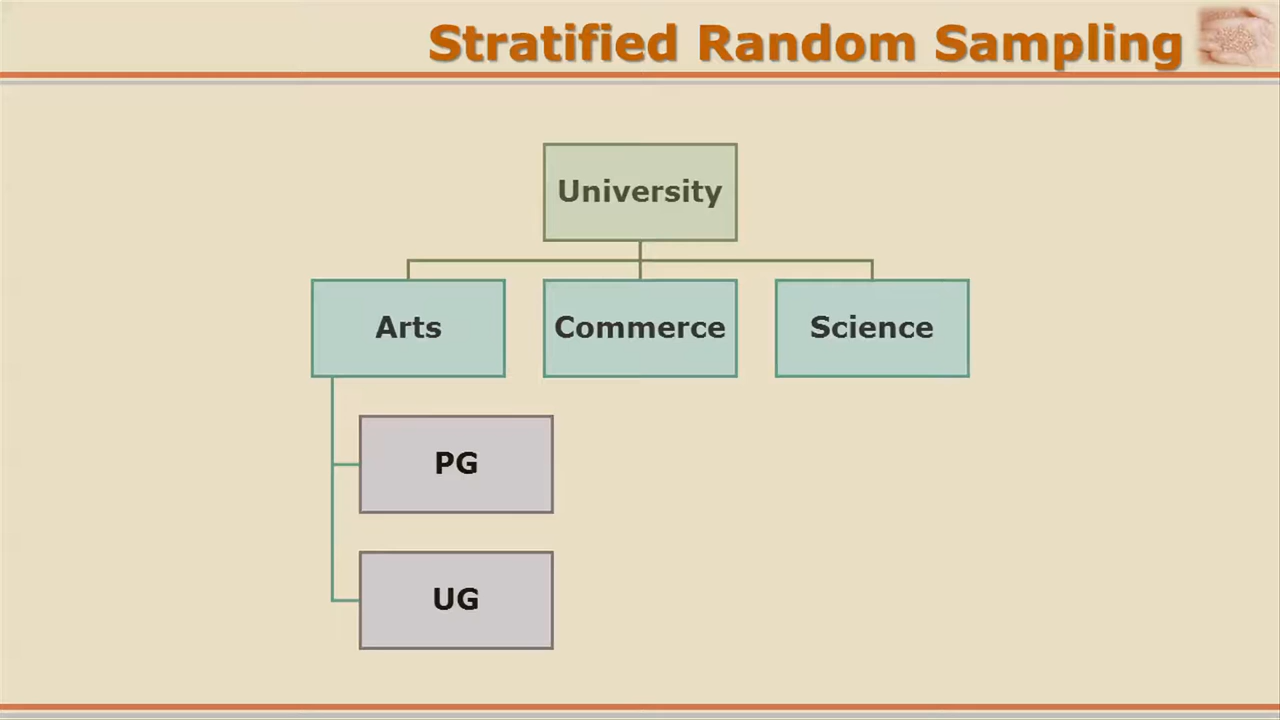 Stratified Random Sampling
University
Arts
Commerce
Science
PG
UG